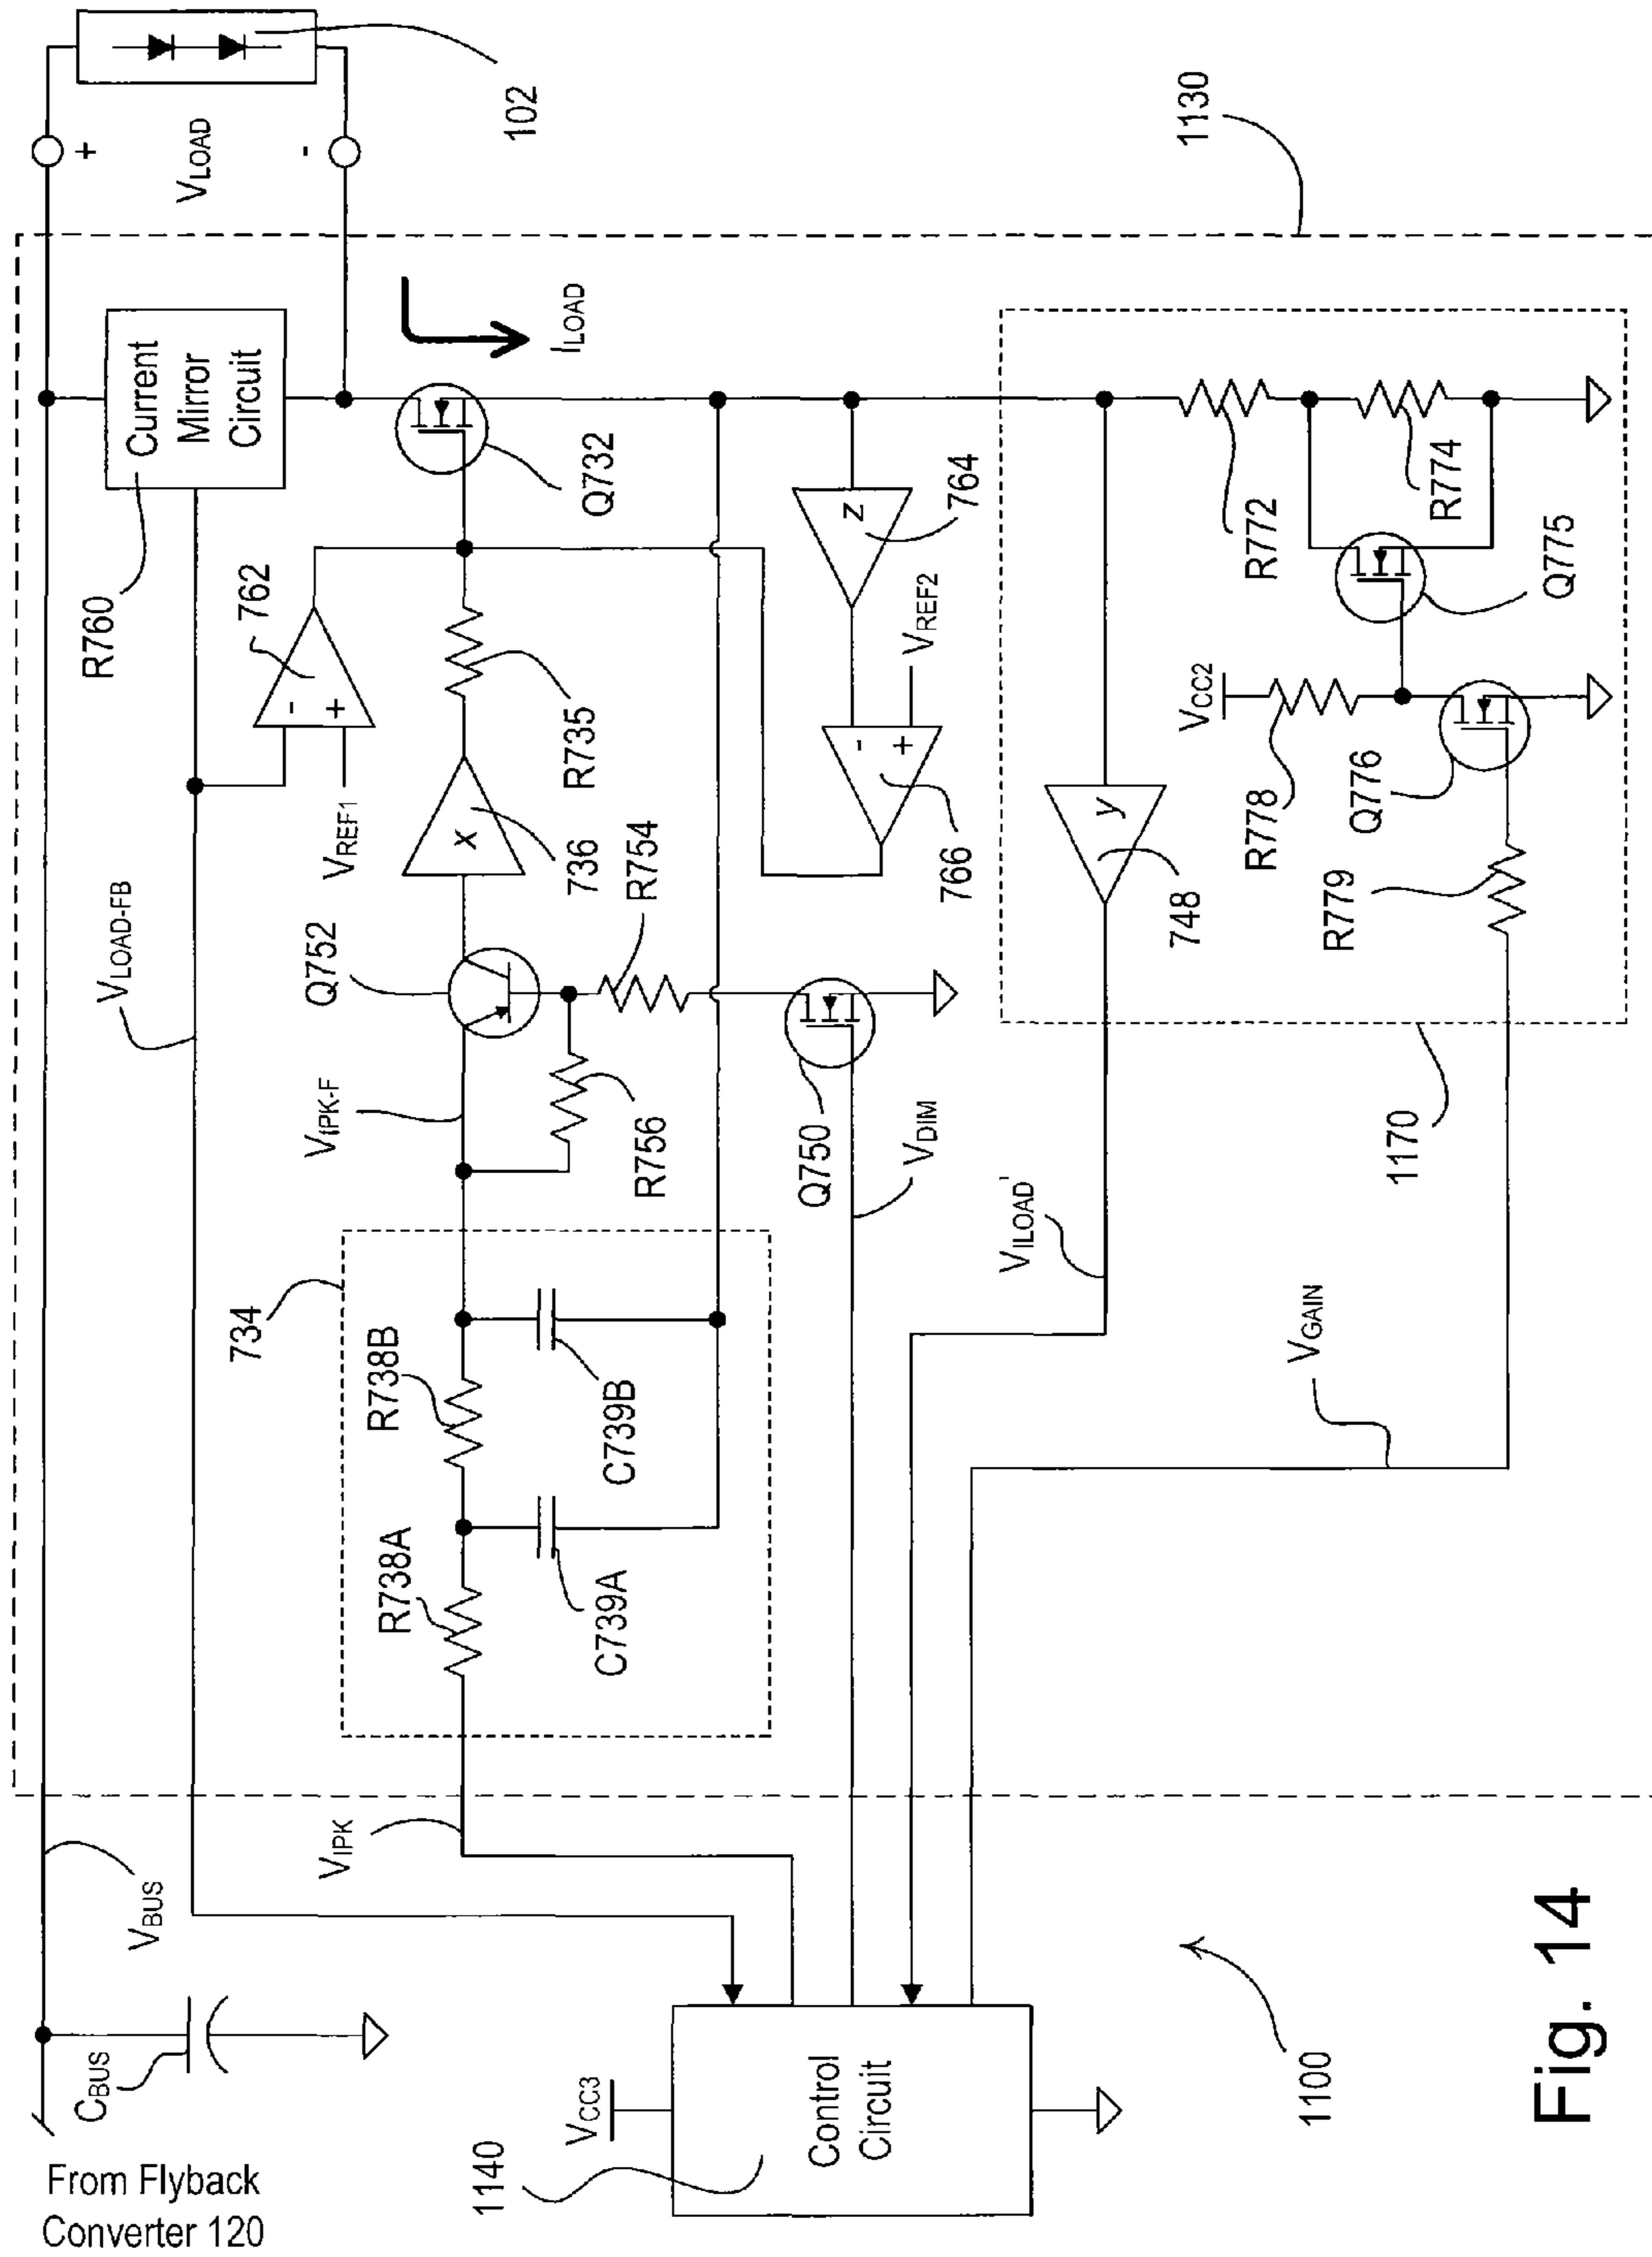 From Flyback
Converter 120
CBUS
VBUS
VLOAD-FB
R760
Current
Mirror
Circuit
VLOAD
+
-
102
762
-
+
VREF1
VIPK
734
R738A
R738B
C739A
C739B
VIPK-F
Q752
R756
R754
x
736
R735
Q732
ILOAD
Q750
VDIM
z
764
-
+
VREF2
766
1130
VCC3
1140
Control
Circuit
VILOAD
y
748
R772
R774
Q775
VCC2
R778
Q776
R779
1170
VGAIN
1100
Fig. 14